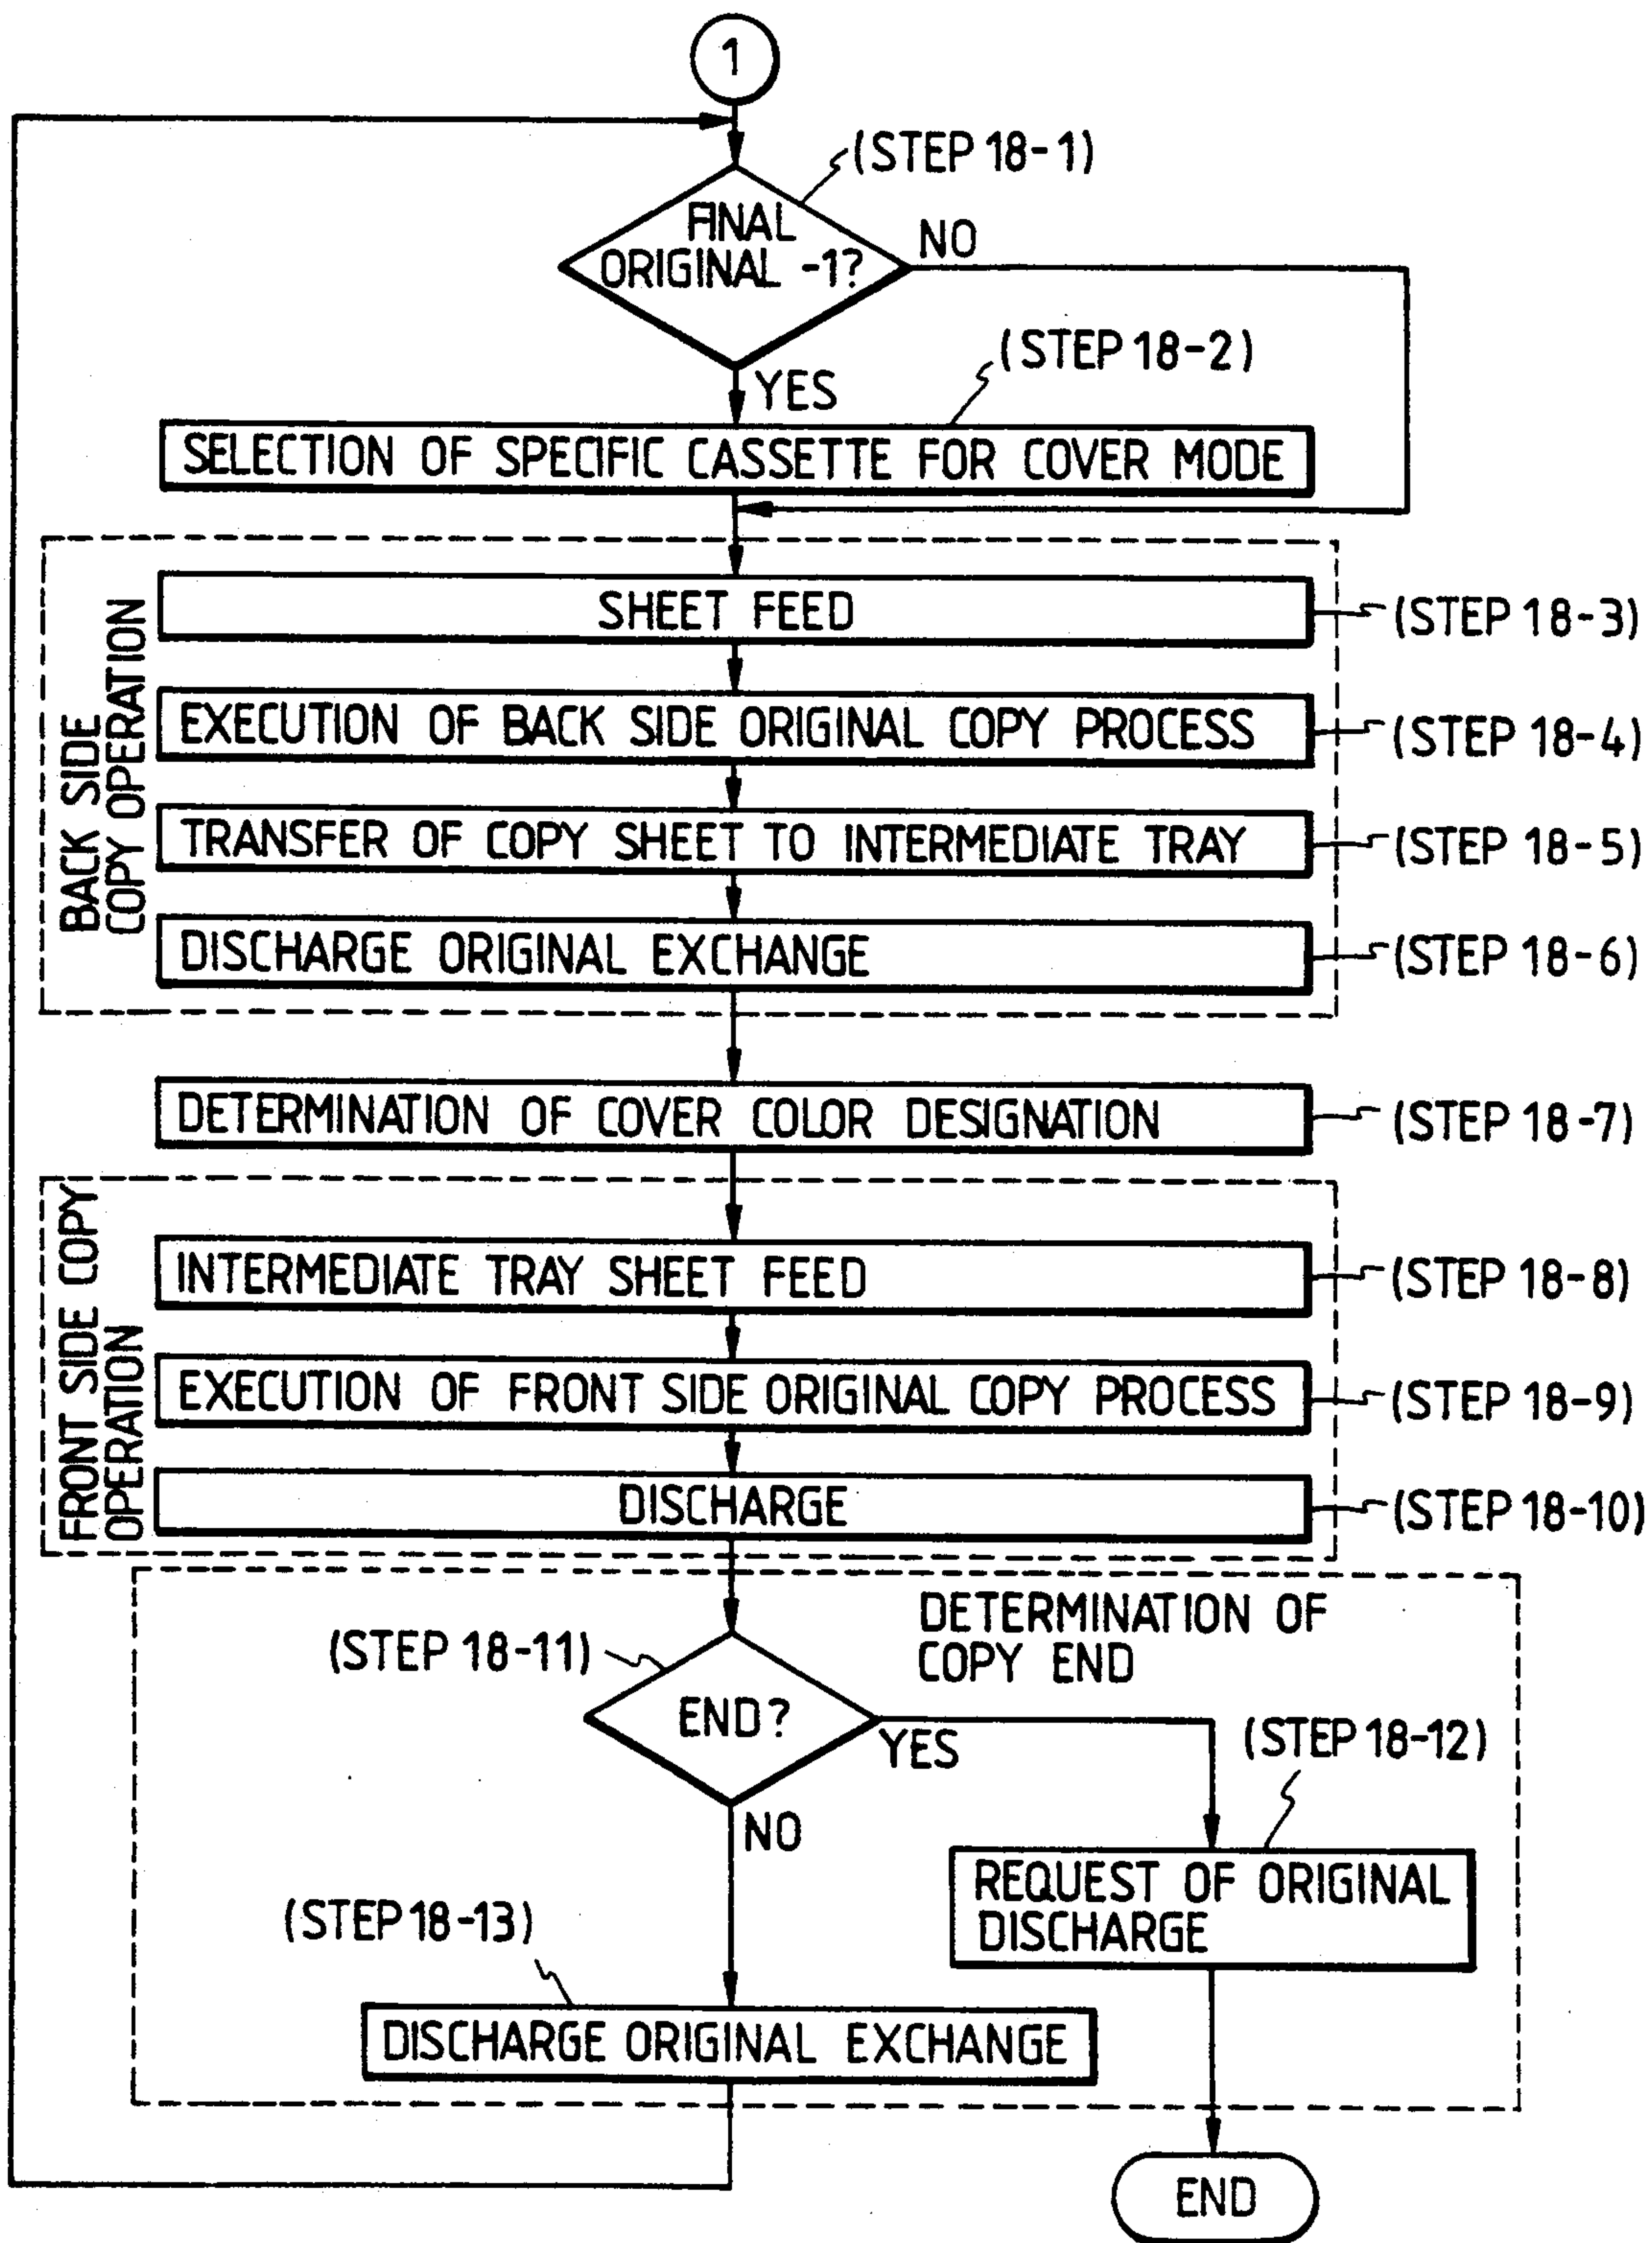 1
(STEP 18-1)
FINAL
ORIGINAL -1?
NO
(STEP 18-2)
YES
SELECTION OF SPECIFIC CASSETTE FOR COVER MODE
BACK SIDE
COPY OPERATION
SHEET FEED
(STEP 18-3)
EXECUTION OF BACK SIDE ORIGINAL COPY PROCESS
(STEP 18-4)
TRANSFER OF COPY SHEET TO INTERMEDIATE TRAY
(STEP 18-5)
DISCHARGE ORIGINAL EXCHANGE
(STEP 18-6)
DETERMINATION OF COVER COLOR DESIGNATION
(STEP 18-7)
FRONT SIDE COPY
OPERATION
INTERMEDIATE TRAY SHEET FEED
(STEP 18-8)
EXECUTION OF FRONT SIDE ORIGINAL COPY PROCESS
(STEP 18-9)
DISCHARGE
(STEP 18-10)
DETERMINATION OF
COPY END
(STEP 18-11)
END?
YES
(STEP 18-12)
NO
REQUEST OF ORIGINAL
DISCHARGE
(STEP 18-13)
DISCHARGE ORIGINAL EXCHANGE
END